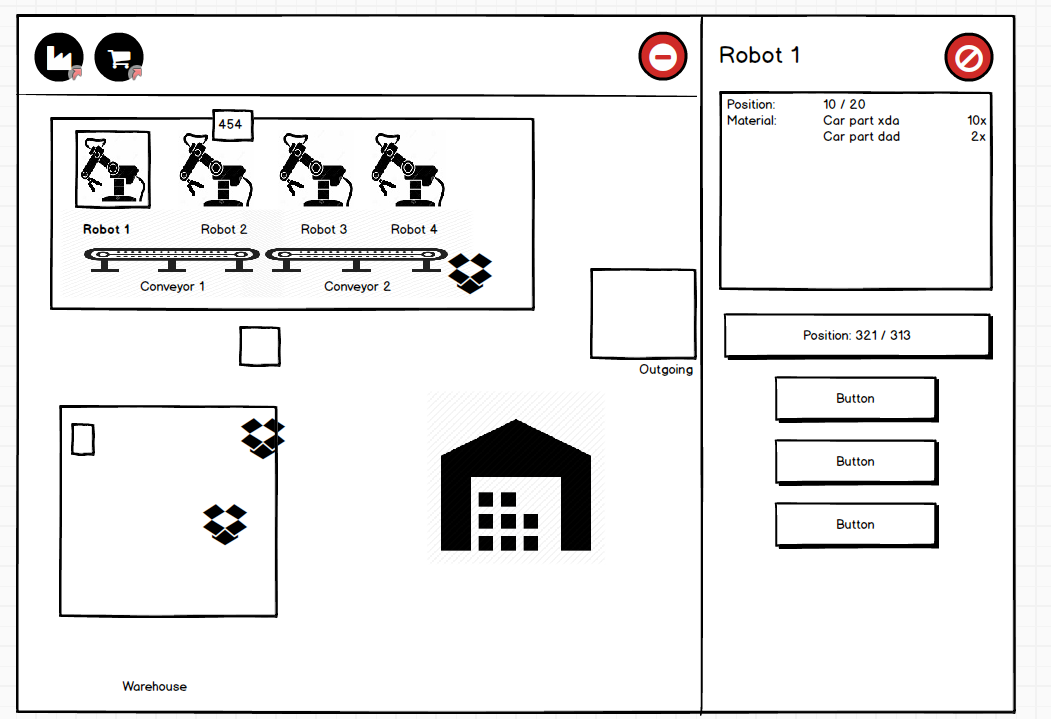 Robot 1
454
Robot 1
Robot 2
Robot 3
Robot 4
Conveyor 1
Conveyor 2
Outgoing
Warehouse
Position: 10 / 20
Material: Car part xda 10x
Car part dad 2x
Position: 321 / 313
Button
Button
Button